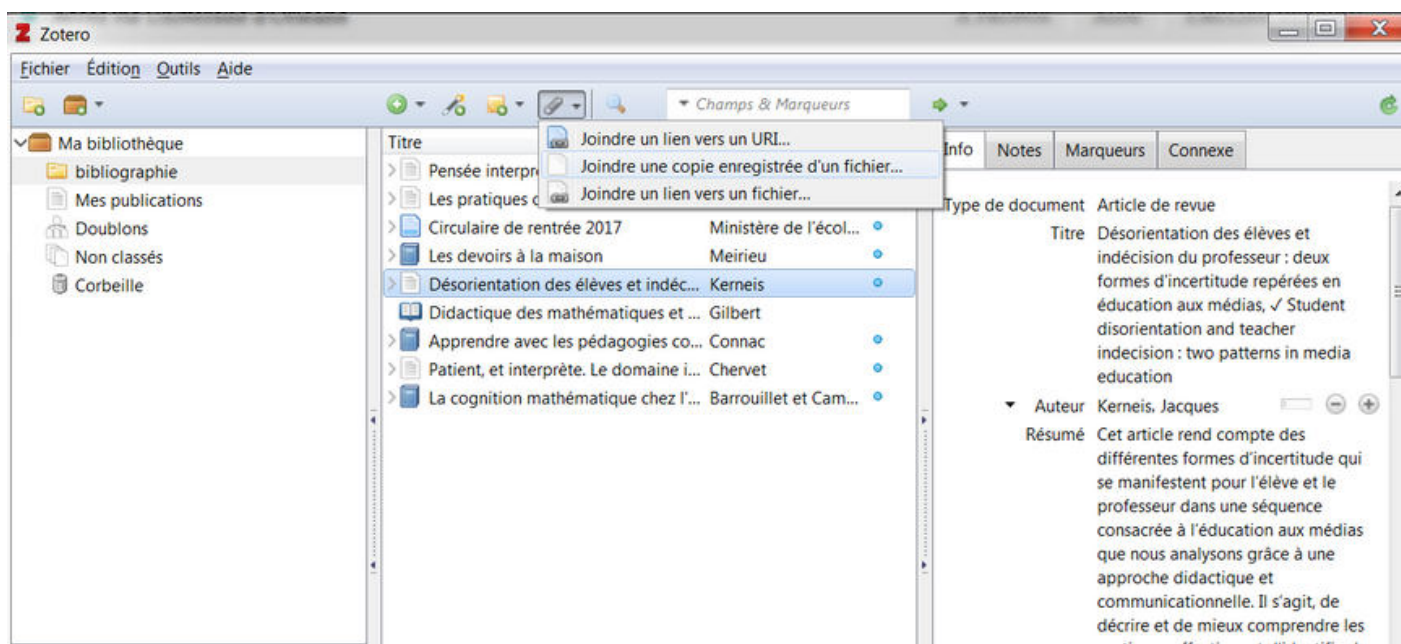 Zotero
Fichier Édition Outils Aide
Champs & Marqueurs
Ma bibliothèque
bibliographie
Mes publications
Doublons
Non classés
Corbeille
Titre
Joindre un lien vers un URI...
Joindre une copie enregistrée d'un fichier...
Joindre un lien vers un fichier...
Pensée interpr
Les pratiques
Circulaire de rentrée 2017 Ministère de l'écol...
Les devoirs à la maison Meirieu
Désorientation des élèves et indéc... Kerneis
Didactique des mathématiques et ... Gilbert
Apprendre avec les pédagogies co... Connac
Patient, et interprète. Le domaine i... Chervet
La cognition mathématique chez l'... Barrouillet et Cam...
Info Notes Marqueurs Connexe
Type de document Article de revue
Titre Désorientation des élèves et
indécision du professeur : deux
formes d'incertitude repérées en
éducation aux médias, ✓ Student
disorientation and teacher
indecision : two patterns in media
education
Auteur Kerneis, Jacques
Résumé Cet article rend compte des
différentes formes d'incertitude qui
se manifestent pour l'élève et le
professeur dans une séquence
consacrée à l'éducation aux médias
que nous analysons grâce à une
approche didactique et
communicationnelle. Il s'agit, de
décrire et de mieux comprendre les